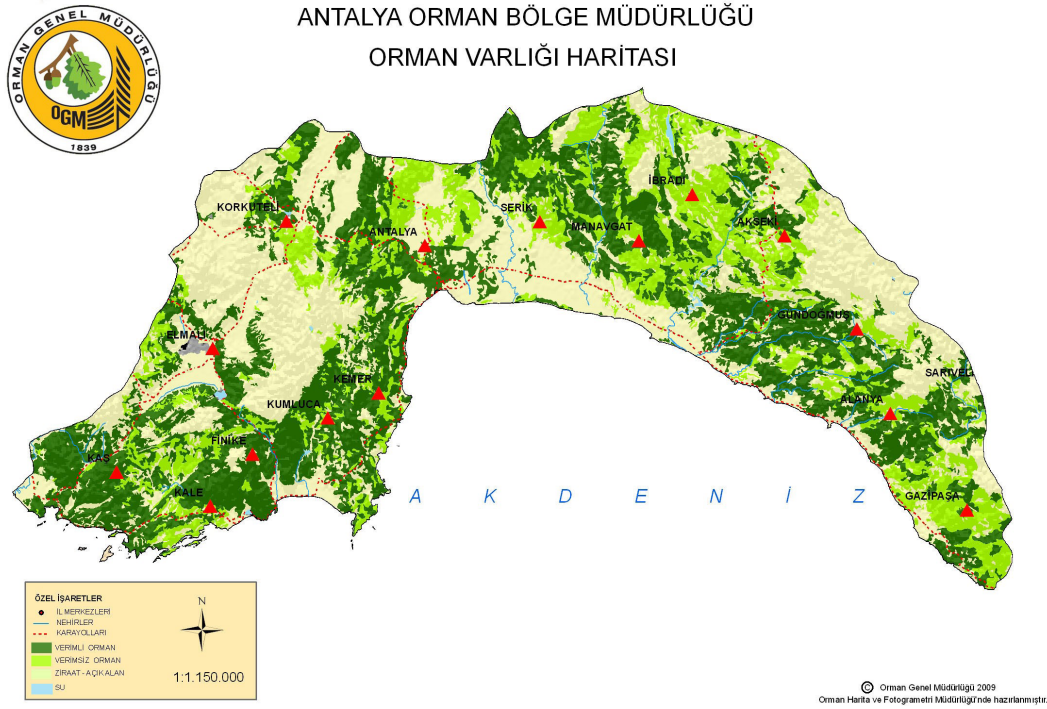 ANTALYA ORMAN BÖLGE MÜDÜRLÜĞÜ
ORMAN VARLIĞI HARİTASI
ORMAN GENEL MÜDÜRLÜĞÜ
OGM
1839
KORKUTELİ
ANTALYA
SERİK
MANAVGAT
İBRADI
AKSEKİ
ELMALI
GÜNDOĞMUŞ
SARIVEL
KEMER
KUMLUCA
ALANYA
FİNİKE
KAŞ
KALE
GAZİPAŞA
A K D E N İ Z
ÖZEL İŞARETLER
N
İL MERKEZLERİ
NEHİRLER
KARAYOLLARI
VERİMLİ ORMAN
VERİMSİZ ORMAN
ZİRAAT - AÇIK ALAN
SU
1:1.150.000
© Orman Genel Müdürlüğü 2009
Orman Harita ve Fotogrametri Müdürlüğü'nde hazırlanmıştır.